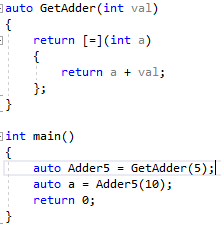 auto GetAdder(int val)
{
    return [=](int a)
    {
        return a + val;
    };
}

int main()
{
    auto Adder5 = GetAdder(5);
    auto a = Adder5(10);
    return 0;
}